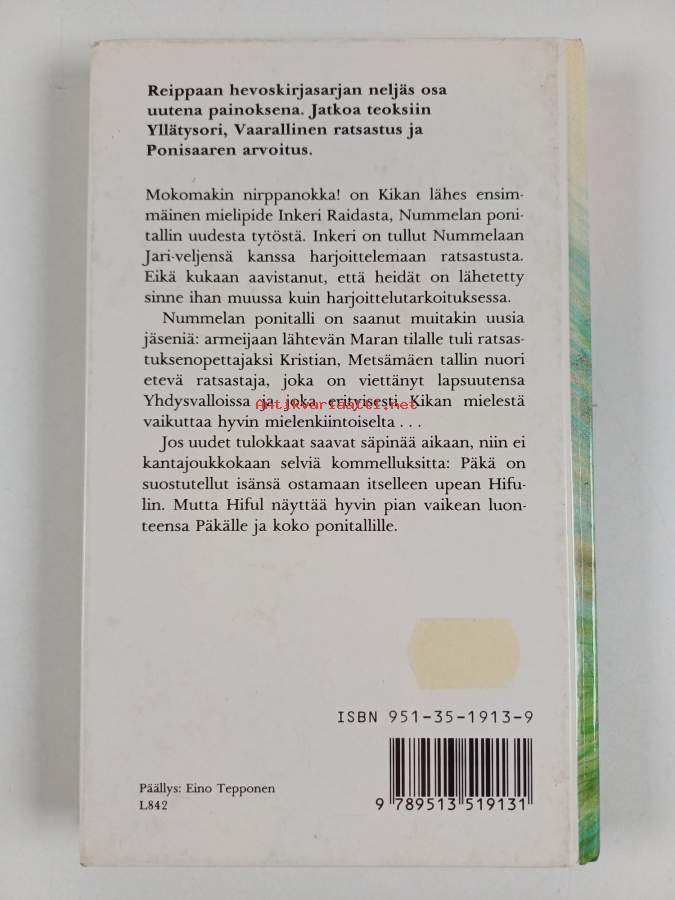 Reippaan hevoskirjasarjan neljäs osa
uutena painoksena. Jatkoa teoksiin
Yllätysori, Vaarallinen ratsastus ja
Ponisaaren arvoitus.
Mokomakin nirppanokka! on Kikan lähes ensim-
mäinen mielipide Inkeri Raidasta, Nummelan poni-
tallin uudesta tytöstä. Inkeri on tullut Nummelaan
Jari-veljensä kanssa harjoittelemaan ratsastusta.
Eikä kukaan aavistanut, että heidät on lähetetty
sinne ihan muussa kuin harjoittelutarkoituksessa.
Nummelan ponitalli on saanut muitakin uusia
jäseniä: armeijaan lähtevän Maran tilalle tuli ratsas-
tuksenopettajaksi Kristian, Metsämäen tallin nuori
etevä ratsastaja, joka on viettänyt lapsuutensa
Yhdysvalloissa ja joka erityisesti Kikan mielestä
Antikvariaatti.net
vaikuttaa hyvin mielenkiintoiselta . . .
Jos uudet tulokkaat saavat säpinää aikaan, niin ei
kantajoukkokaan selviä kommelluksitta: Päkä on
suostutellut isänsä ostamaan itselleen upean Hifu-
lin. Mutta Hiful näyttää hyvin pian vaikean luon-
teensa Päkälle ja koko ponitallille.
ISBN 951-35-1913-9
9 789513 519131
Päällys: Eino Tepponen
L842